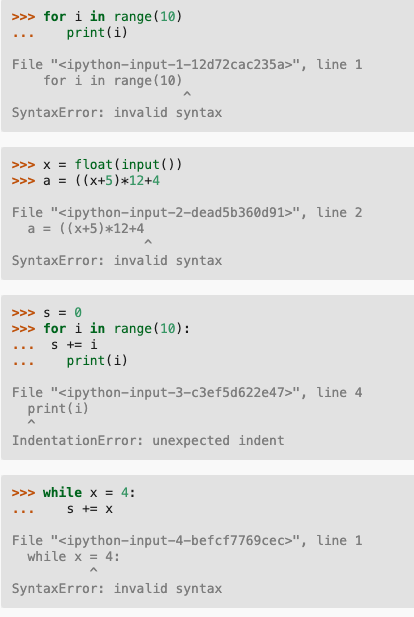 >>> for i in range(10)
...    print(i)
File "<ipython-input-1-12d72cac235a>", line 1
    for i in range(10)
                      ^
SyntaxError: invalid syntax
>>> x = float(input())
>>> a = ((x+5)*12+4
File "<ipython-input-2-dead5b360d91>", line 2
  a = ((x+5)*12+4
                 ^
SyntaxError: invalid syntax
>>> s = 0
>>> for i in range(10):
...  s += i
...    print(i)
File "<ipython-input-3-c3ef5d622e47>", line 4
  print(i)
  ^
IndentationError: unexpected indent
>>> while x = 4:
...    s += x
File "<ipython-input-4-befcf7769cec>", line 1
  while x = 4:
          ^
SyntaxError: invalid syntax